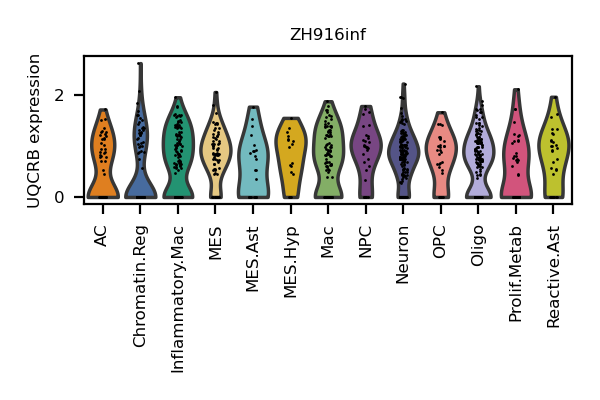 ZH916inf
UQCRB expression
2
0
AC
Chromatin.Reg
Inflammatory.Mac
MES
MES.Ast
MES.Hyp
Mac
NPC
Neuron
OPC
Oligo
Prolif.Metab
Reactive.Ast